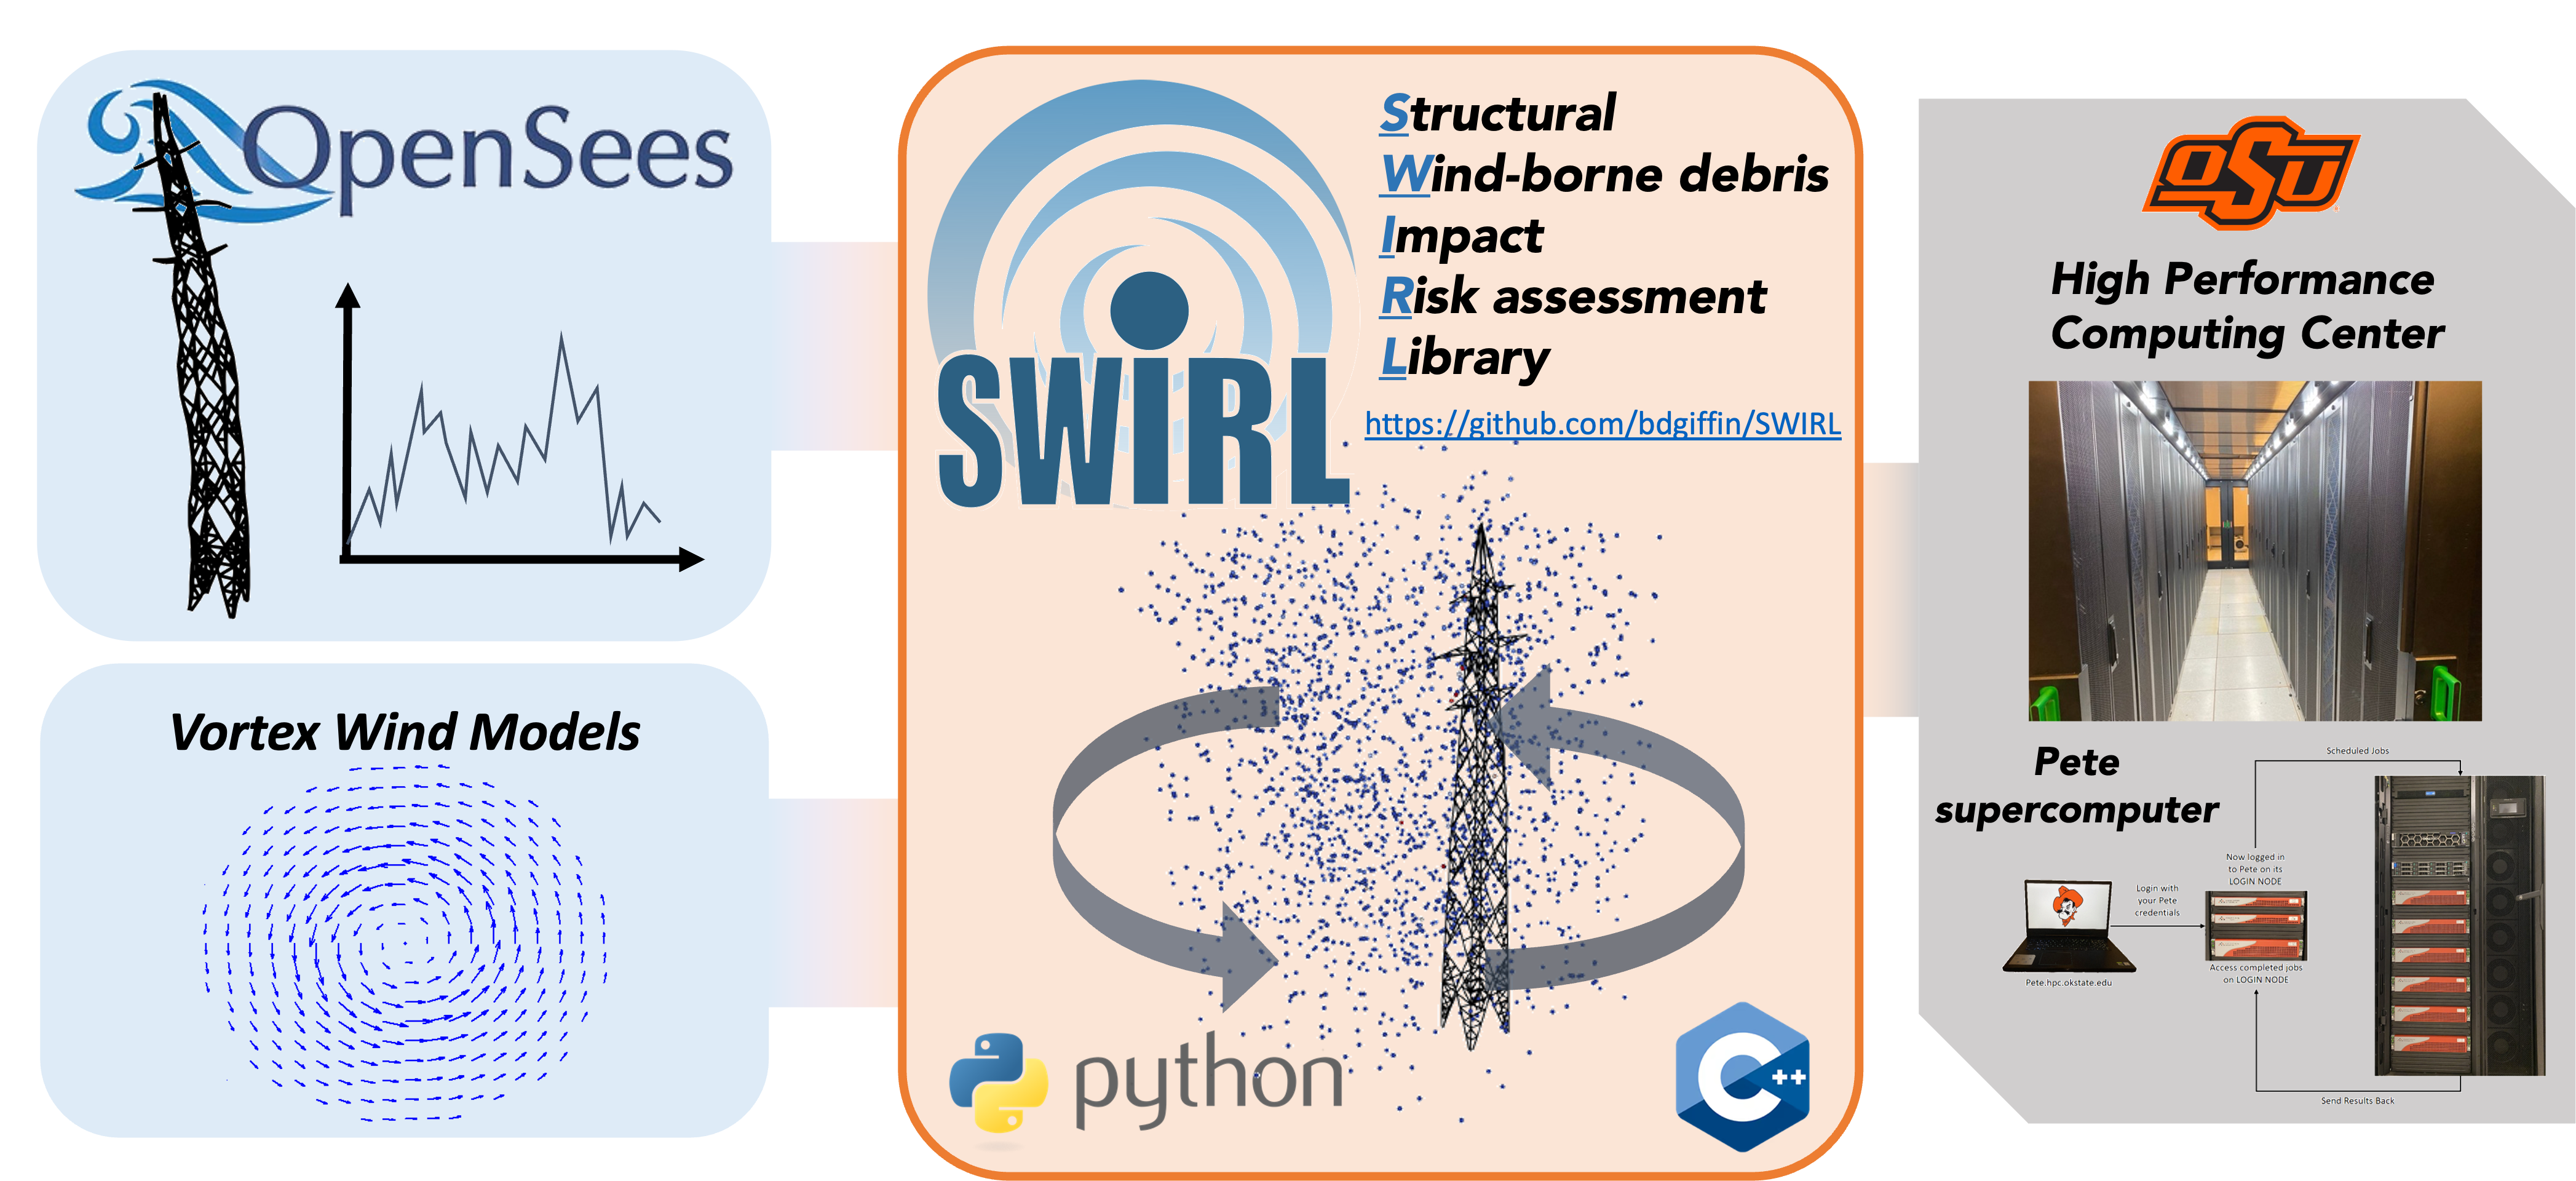 OpenSees
Vortex Wind Models
SWIRL
Structural
Wind-borne debris
Impact
Risk assessment
Library
https://github.com/bdgiffin/SWIRL
python
C++
OSU
High Performance
Computing Center
Pete
supercomputer
Scheduled Jobs
Now logged in
to Pete on its
LOGIN NODE
Login with
your Pete
credentials
Access completed jobs
on LOGIN NODE
Pete.hpc.okstate.edu
Send Results Back